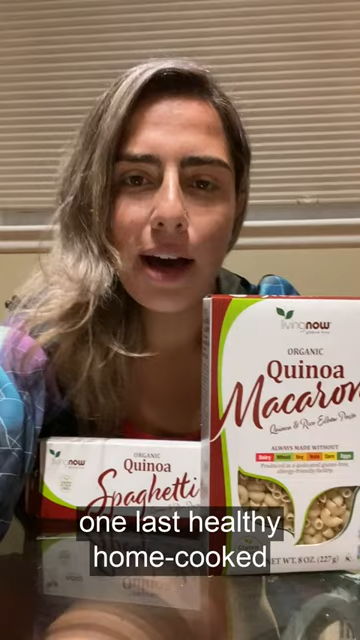 livingnow
ORGANIC
Quinoa
Macaron
Quinoa & Rice Elbow Pasta
ALWAYS MADE WITHOUT
Dairy Wheat Soy Nuts Corn Eggs
Produced in a dedicated gluten-free,
allergy-friendly facility.
NET WT. 8 OZ. (227g)
livingnow
ORGANIC
Quinoa
Spaghetti
one last healthy
home-cooked